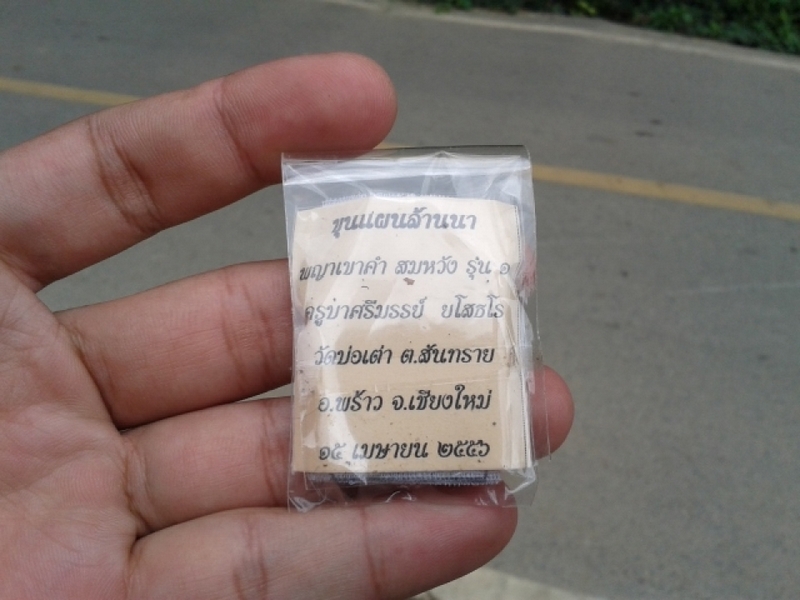 ขุนแผนล้านนา
พญาเขาคำ สมหวัง รุ่น ๑
ครูบาศรีมรรย์ ยโสธโร
วัดบ่อเต่า ต.สันทราย
อ.พร้าว จ.เชียงใหม่
๑๕ เมษายน ๒๕๕๖